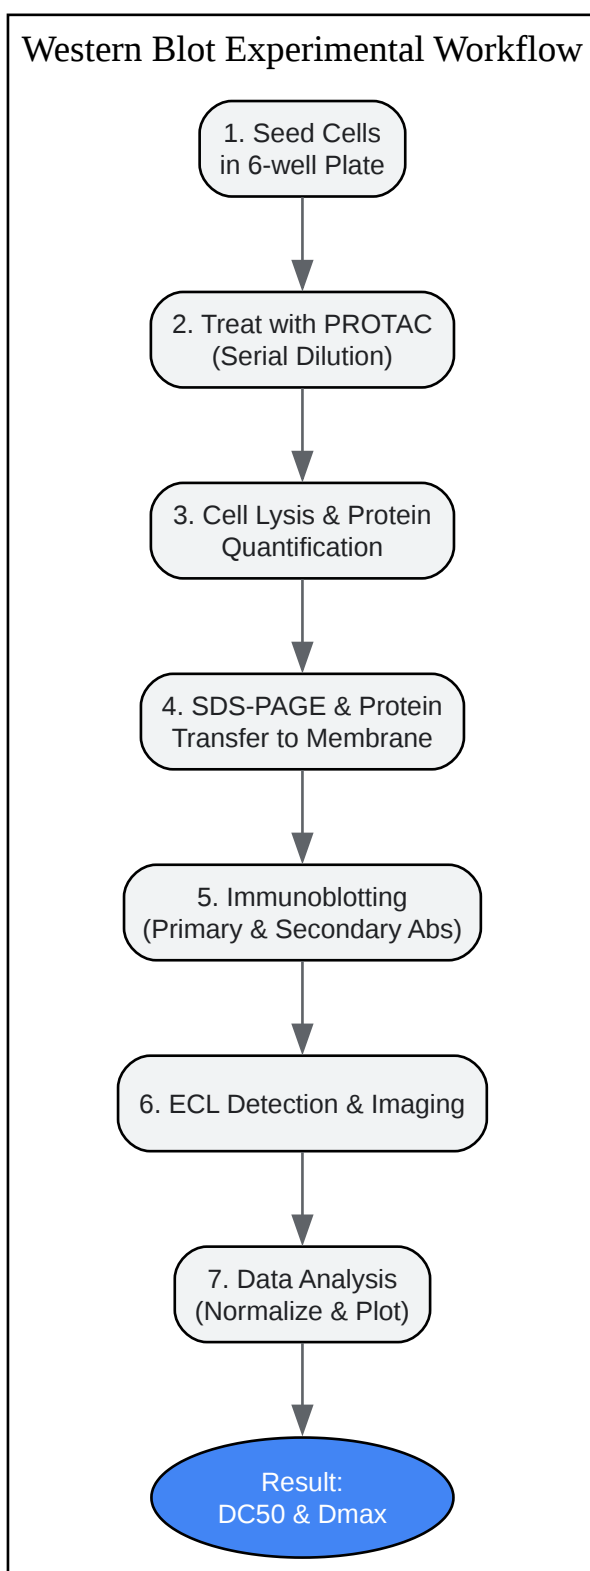 Western Blot Experimental Workflow
1. Seed Cells
in 6-well Plate
2. Treat with PROTAC
(Serial Dilution)
3. Cell Lysis & Protein
Quantification
4. SDS-PAGE & Protein
Transfer to Membrane
5. Immunoblotting
(Primary & Secondary Abs)
6. ECL Detection & Imaging
7. Data Analysis
(Normalize & Plot)
Result:
DC50 & Dmax